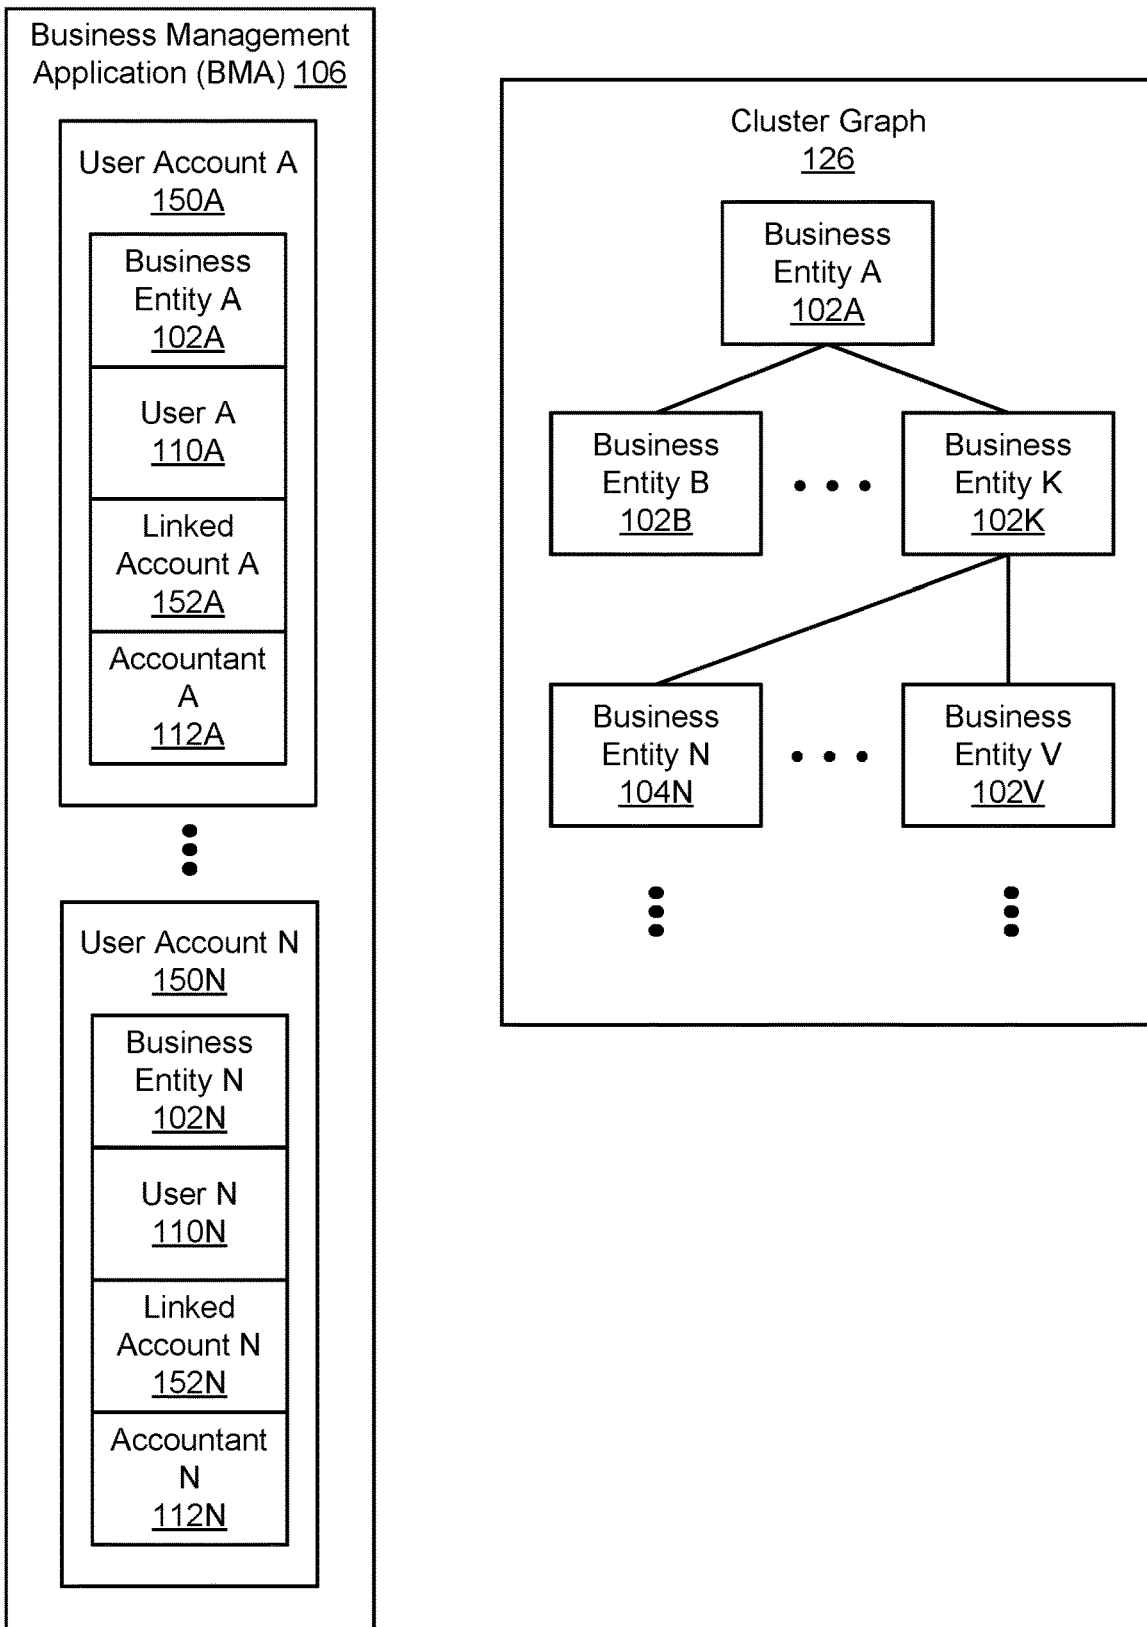 Business Management
Application (BMA) 106
User Account A
150A
Business
Entity A
102A
User A
110A
Linked
Account A
152A
Accountant
A
112A
User Account N
150N
Business
Entity N
102N
User N
110N
Linked
Account N
152N
Accountant
N
112N
Cluster Graph
126
Business
Entity A
102A
Business
Entity B
102B
Business
Entity K
102K
Business
Entity N
104N
Business
Entity V
102V